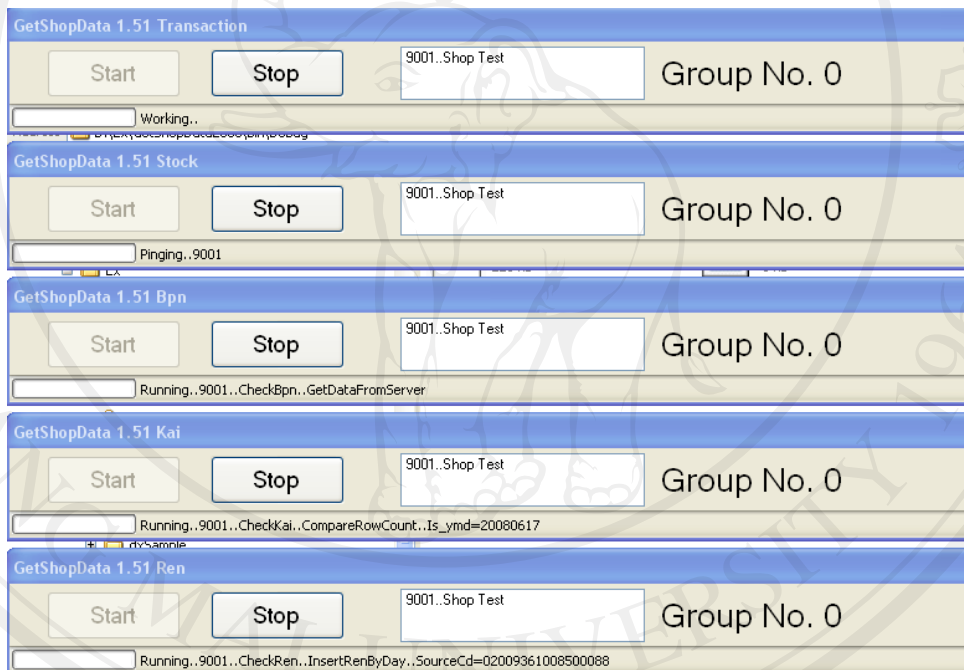 GetShopData 1.51 Transaction
Start Stop 9001..Shop Test Group No. 0
Working..
GetShopData 1.51 Stock
Start Stop 9001..Shop Test Group No. 0
Pinging..9001
GetShopData 1.51 Bpn
Start Stop 9001..Shop Test Group No. 0
Running..9001..CheckBpn..GetDataFromServer
GetShopData 1.51 Kai
Start Stop 9001..Shop Test Group No. 0
Running..9001..CheckKai..CompareRowCount..Is_ymd=20080617
dxSample
GetShopData 1.51 Ren
Start Stop 9001..Shop Test Group No. 0
Running..9001..CheckRen..InsertRenByDay..SourceCd=02009361008500088
MAI UNIVERSITY 196